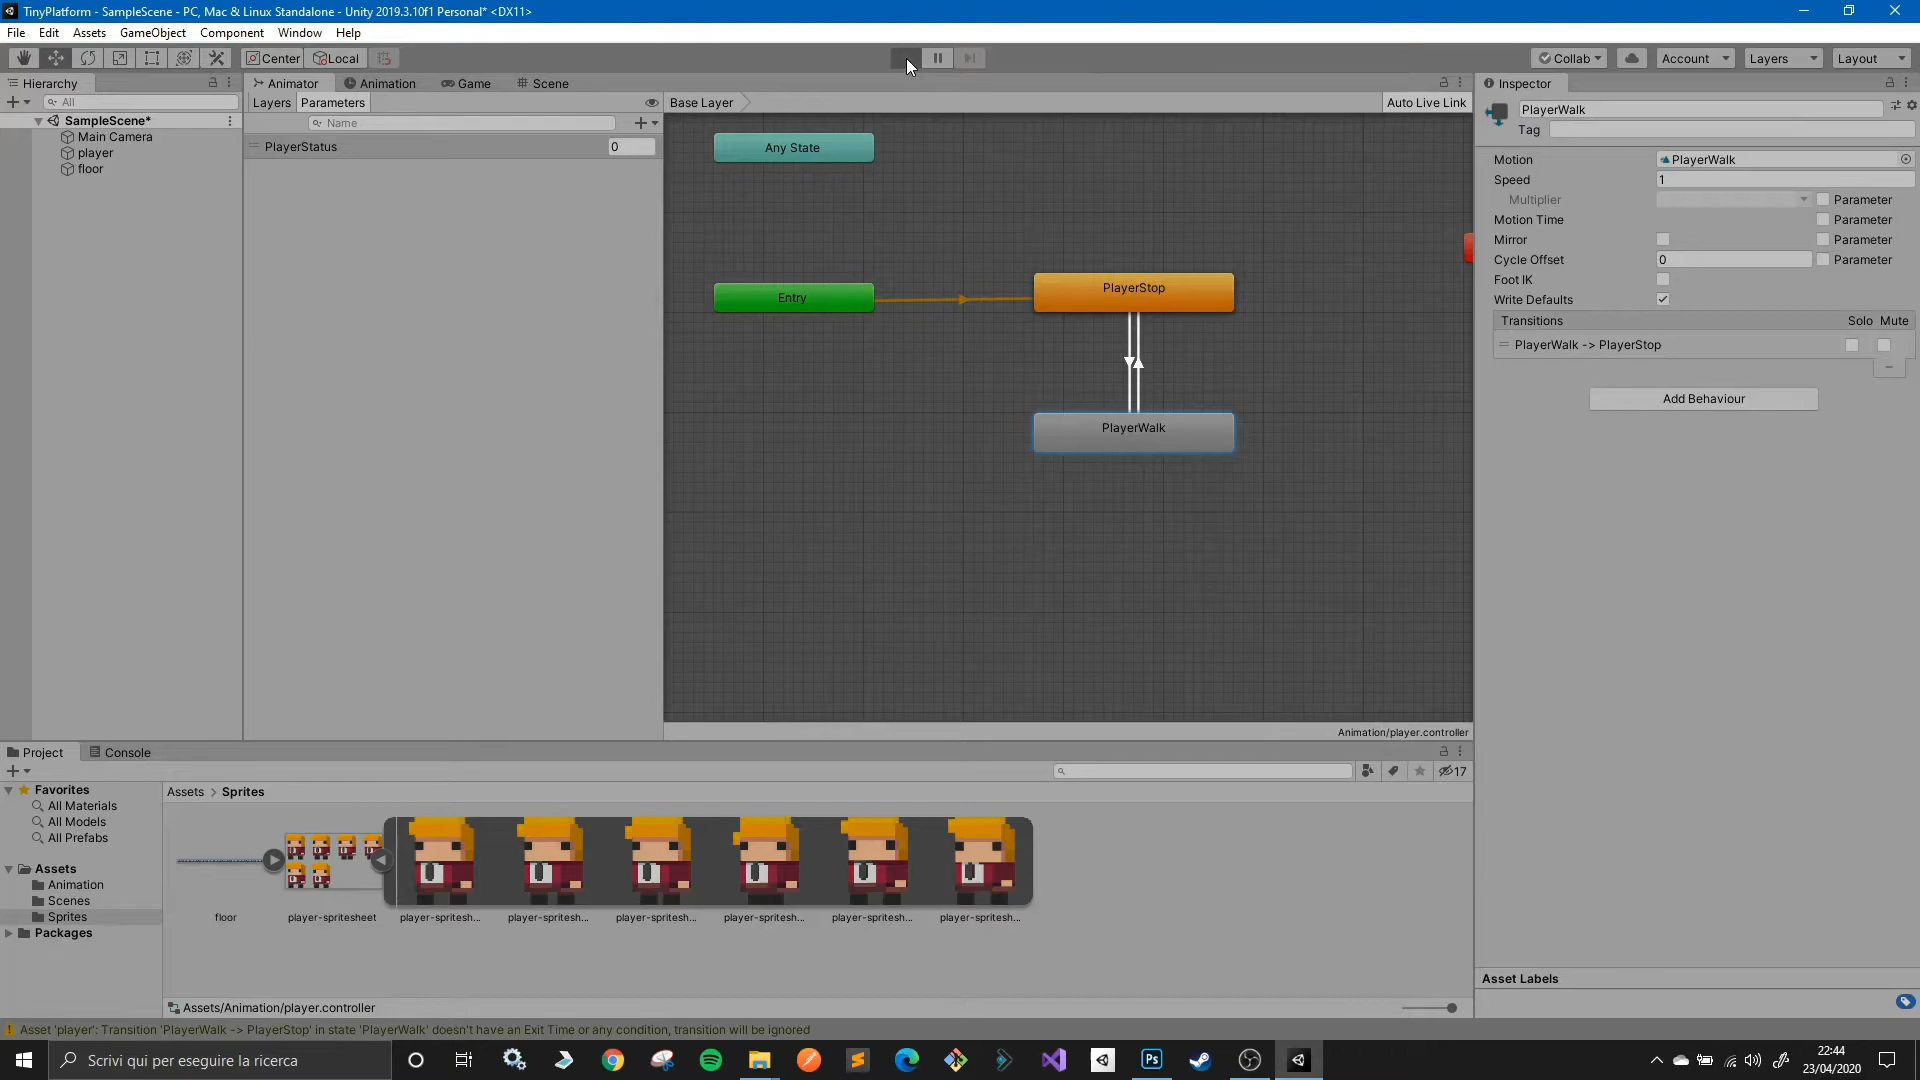 TinyPlatform - SampleScene - PC, Mac & Linux Standalone - Unity 2019.3.10f1 Personal* <DX11>
File Edit Assets GameObject Component Window Help
Center Local Collab Account Layers Layout
Hierarchy Animator Animation Game Scene Inspector
All Layers Parameters Base Layer Auto Live Link PlayerWalk
SampleScene* Name Tag
Main Camera PlayerStatus 0 Any State
player
floor
Motion PlayerWalk
Speed 1
Multiplier Parameter
Motion Time Parameter
Mirror Parameter
Cycle Offset 0 Parameter
Foot IK
Write Defaults
Entry PlayerStop
Transitions Solo Mute
PlayerWalk -> PlayerStop
Add Behaviour
PlayerWalk
Animation/player.controller
Project Console
17
Favorites Assets > Sprites
All Materials
All Models
All Prefabs
Assets
Animation
Scenes
Sprites floor player-spritesheet player-spritesh... player-spritesh... player-spritesh... player-spritesh... player-spritesh... player-spritesh...
Packages
Asset Labels
Assets/Animation/player.controller
Asset 'player': Transition 'PlayerWalk -> PlayerStop' in state 'PlayerWalk' doesn't have an Exit Time or any condition, transition will be ignored
Scrivi qui per eseguire la ricerca Ps 22:44
23/04/2020